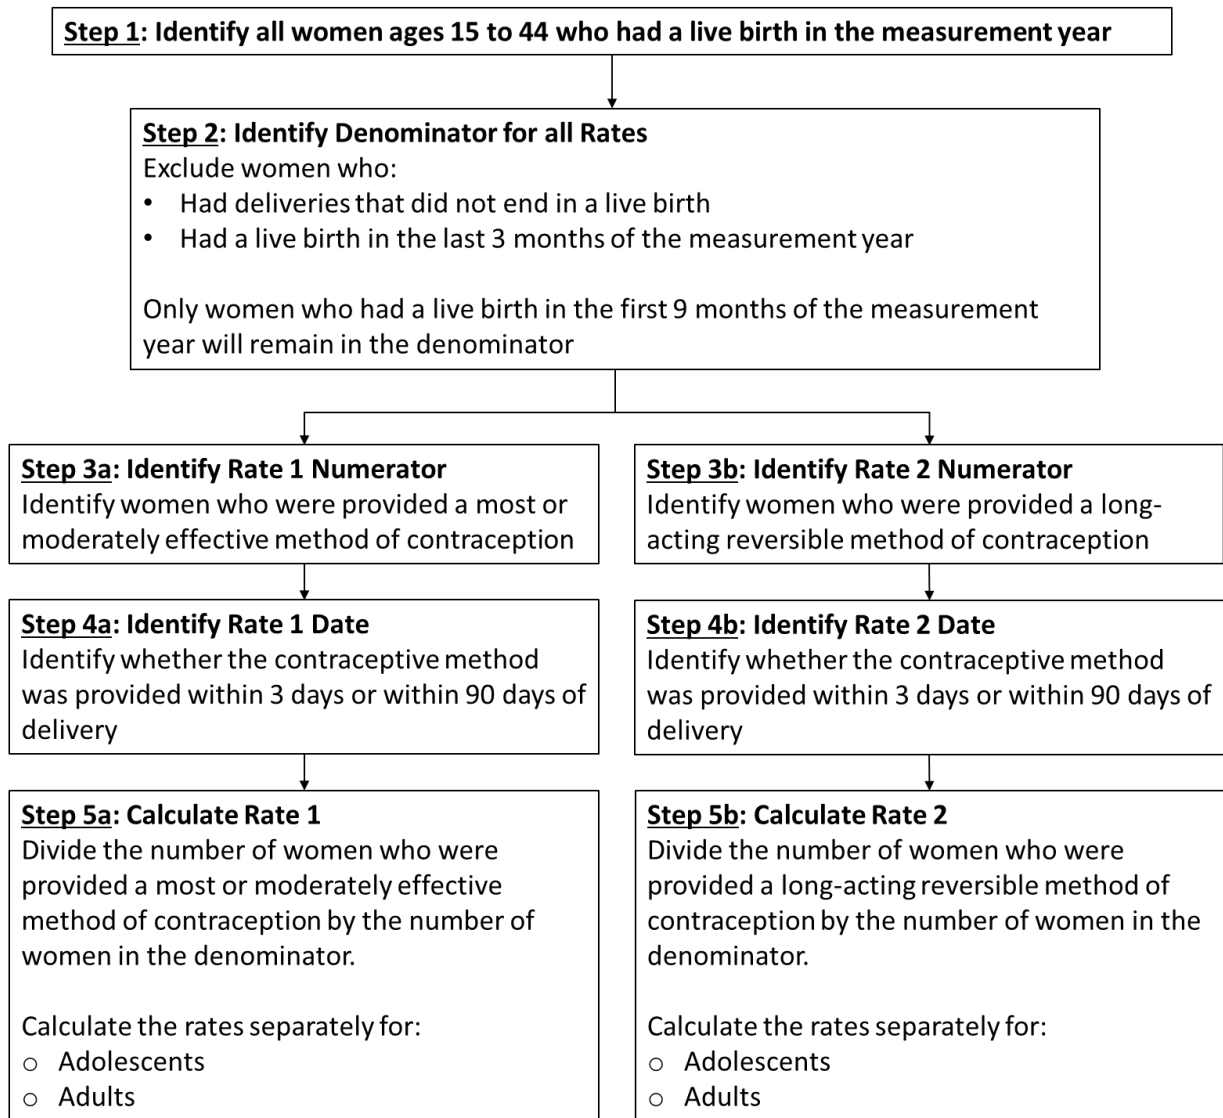 Step 1: Identify all women ages 15 to 44 who had a live birth in the measurement year
Step 2: Identify Denominator for all Rates
Exclude women who:
• Had deliveries that did not end in a live birth
• Had a live birth in the last 3 months of the measurement year
Only women who had a live birth in the first 9 months of the measurement
year will remain in the denominator
Step 3a: Identify Rate 1 Numerator
Identify women who were provided a most or
moderately effective method of contraception
Step 3b: Identify Rate 2 Numerator
Identify women who were provided a long-
acting reversible method of contraception
Step 4a: Identify Rate 1 Date
Identify whether the contraceptive method
was provided within 3 days or within 90 days of
delivery
Step 4b: Identify Rate 2 Date
Identify whether the contraceptive method
was provided within 3 days or within 90 days of
delivery
Step 5a: Calculate Rate 1
Divide the number of women who were
provided a most or moderately effective
method of contraception by the number of
women in the denominator.
Calculate the rates separately for:
o Adolescents
o Adults
Step 5b: Calculate Rate 2
Divide the number of women who were
provided a long-acting reversible method of
contraception by the number of women in the
denominator.
Calculate the rates separately for:
o Adolescents
o Adults